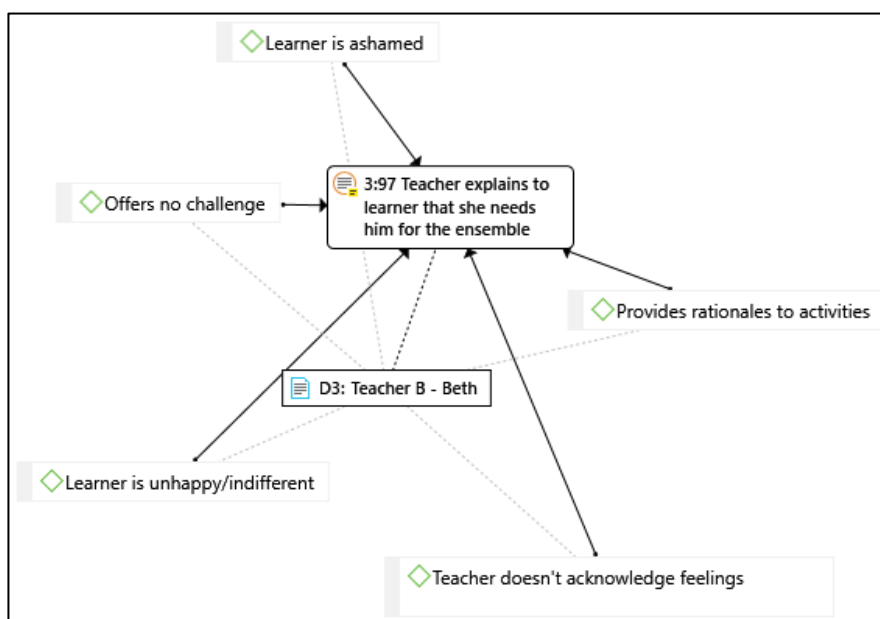 Learner is ashamed
3:97 Teacher explains to
learner that she needs
him for the ensemble
Offers no challenge
Provides rationales to activities
D3: Teacher B - Beth
Learner is unhappy/indifferent
Teacher doesn't acknowledge feelings